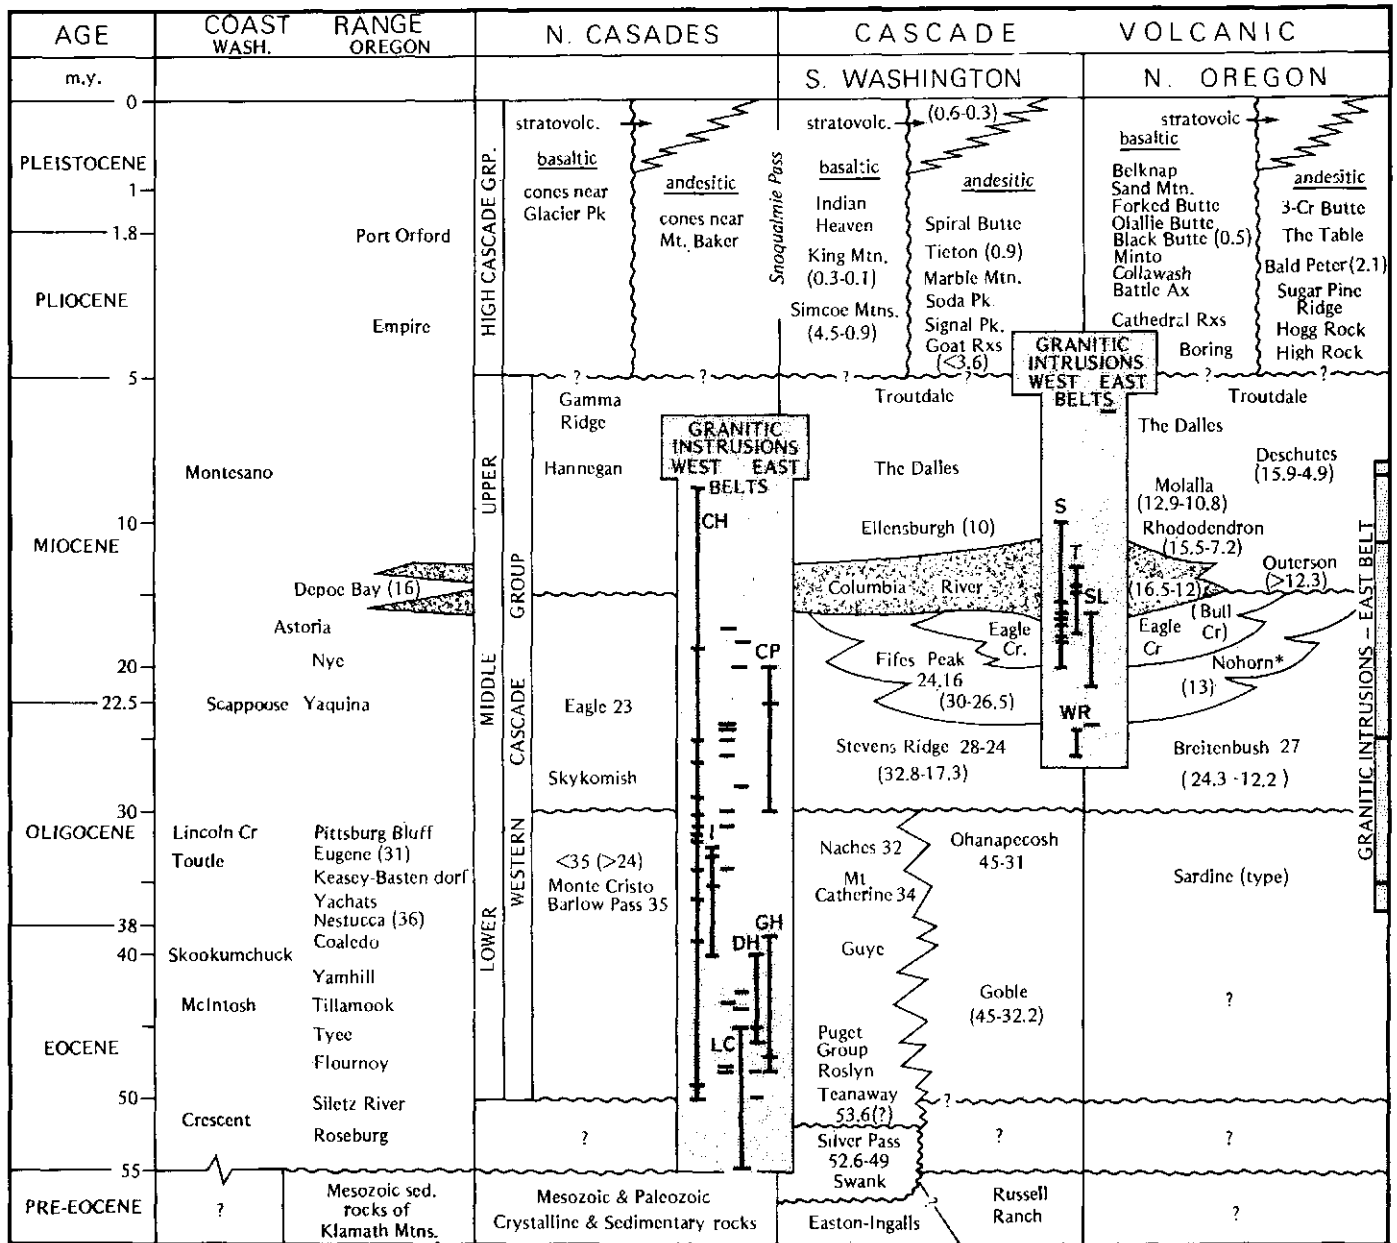 AGE
COAST RANGE
WASH. OREGON
N. CASADES
CASCADE VOLCANIC
m.y.
S. WASHINGTON
N. OREGON
0
PLEISTOCENE
1
1.8
PLIOCENE
5
10
MIOCENE
20
22.5
30
OLIGOCENE
38
40
EOCENE
50
55
PRE-EOCENE
Montesano
Scappoose
Lincoln Cr
Toutle
Skookumchuck
McIntosh
Crescent
?
Port Orford
Empire
Depoe Bay (16)
Astoria
Nye
Yaquina
Pittsburg Bluff
Eugene (31)
Keasey-Basten dorf
Yachats
Nestucca (36)
Coaledo
Yamhill
Tillamook
Tyee
Flournoy
Siletz River
Roseburg
Mesozoic sed.
rocks of
Klamath Mtns.
HIGH CASCADE GRP.
UPPER
MIDDLE
LOWER
WESTERN CASCADE GROUP
stratovolc.
basaltic
cones near
Glacier Pk
andesitic
cones near
Mt. Baker
Snoqualmie Pass
?
?
Gamma
Ridge
Hannegan
Eagle 23
Skykomish
<35 (>24)
Monte Cristo
Barlow Pass 35
?
Mesozoic & Paleozoic
Crystalline & Sedimentary rocks
GRANITIC
INSTRUSIONS
WEST EAST
BELTS
CH
CP
I
GH
DH
LC
stratovolc.
(0.6-0.3)
basaltic
Indian
Heaven
King Mtn.
(0.3-0.1)
Simcoe Mtns.
(4.5-0.9)
andesitic
Spiral Butte
Tieton (0.9)
Marble Mtn.
Soda Pk.
Signal Pk.
Goat Rxs
(<3.6)
?
?
Troutdale
The Dalles
Ellensburgh (10)
Columbia River
Eagle
Cr.
Fifes Peak
24,16
(30-26.5)
Stevens Ridge 28-24
(32.8-17.3)
Naches 32
Mt
Catherine 34
Guye
Puget
Group
Roslyn
Teanaway
53.6(?)
Silver Pass
52.6-49
Swank
Easton-Ingalls
Ohanapecosh
45-31
Goble
(45-32.2)
?
?
?
Russell
Ranch
GRANITIC
INTRUSIONS
WEST EAST
BELTS
S
T
SL
WR
stratovolc
basaltic
Belknap
Sand Mtn.
Forked Butte
Olallie Butte
Black Butte (0.5)
Minto
Collawash
Battle Ax
Cathedral Rxs
Boring
andesitic
3-Cr Butte
The Table
Bald Peter(2.1)
Sugar Pine
Ridge
Hogg Rock
High Rock
?
?
Troutdale
The Dalles
Deschutes
(15.9-4.9)
Molalla
(12.9-10.8)
Rhododendron
(15.5-7.2)
Outerson
(>12.3)
(16.5-12)
(Bull
Cr)
Eagle
Cr
Nohorn*
(13)
Breitenbush 27
(24.3 -12.2)
Sardine (type)
?
?
?
GRANITIC INTRUSIONS – EAST BELT